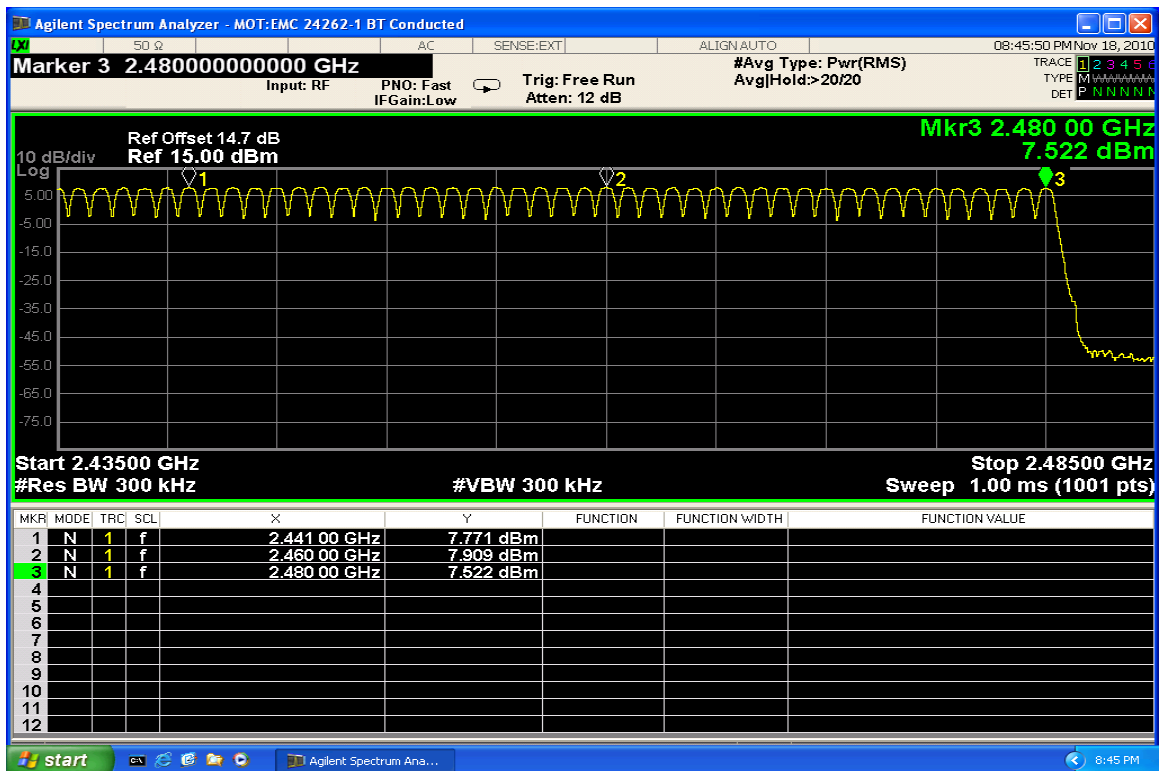 Agilent Spectrum Analyzer - MOT:EMC 24262-1 BT Conducted
LXI 50 Ω AC SENSE:EXT ALIGN AUTO 08:45:50 PM Nov 18, 2010
Marker 3 2.480000000000 GHz
Input: RF
PNO: Fast
IFGain:Low
Trig: Free Run
Atten: 12 dB
#Avg Type: Pwr(RMS)
Avg|Hold:>20/20
TRACE 1 2 3 4 5 6
TYPE M
DET P N N N N N
Mkr3 2.480 00 GHz
7.522 dBm
Ref Offset 14.7 dB
10 dB/div Ref 15.00 dBm
Log
1
2
3
5.00
-5.00
-15.0
-25.0
-35.0
-45.0
-55.0
-65.0
-75.0
Start 2.43500 GHz Stop 2.48500 GHz
#Res BW 300 kHz #VBW 300 kHz Sweep 1.00 ms (1001 pts)
MKR MODE TRC SCL X Y FUNCTION FUNCTION WIDTH FUNCTION VALUE
1 N 1 f 2.441 00 GHz 7.771 dBm
2 N 1 f 2.460 00 GHz 7.909 dBm
3 N 1 f 2.480 00 GHz 7.522 dBm
4
5
6
7
8
9
10
11
12
start Agilent Spectrum Ana... 8:45 PM